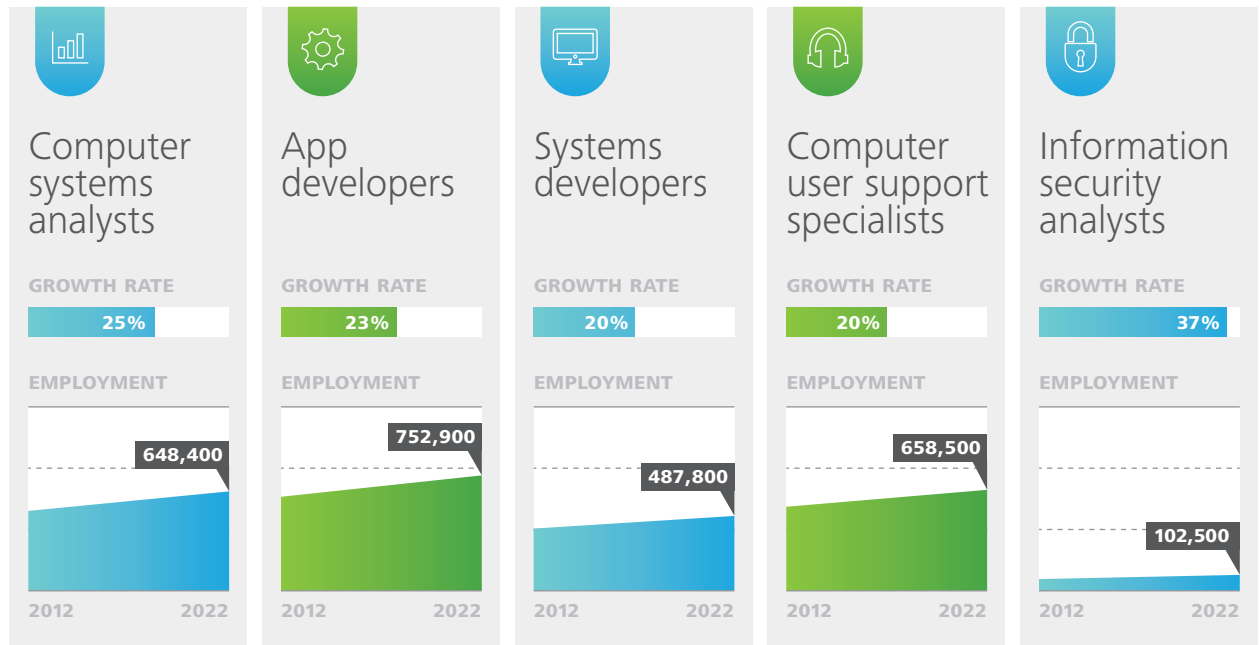 Computer
systems
analysts
GROWTH RATE
25%
EMPLOYMENT
648,400
2012 2022
App
developers
GROWTH RATE
23%
EMPLOYMENT
752,900
2012 2022
Systems
developers
GROWTH RATE
20%
EMPLOYMENT
487,800
2012 2022
Computer
user support
specialists
GROWTH RATE
20%
EMPLOYMENT
658,500
2012 2022
Information
security
analysts
GROWTH RATE
37%
EMPLOYMENT
102,500
2012 2022